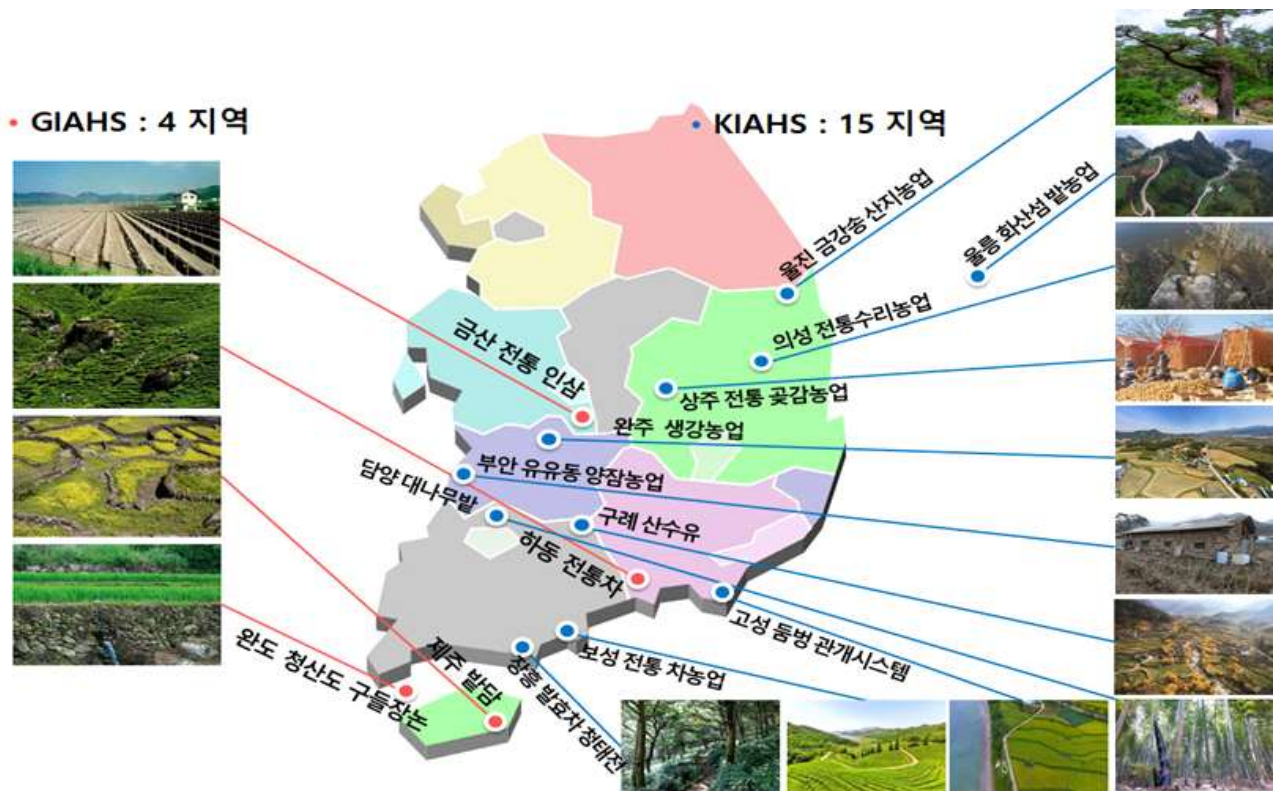 • GIAHS : 4 지역
• KIAHS : 15 지역
울진 금강송 산지농업
울릉 화산섬 밭농업
의성 전통수리농업
금산 전통 인삼
상주 전통 곶감농업
완주 생강농업
부안 유유동 양잠농업
담양 대나무밭
구례 산수유
하동 전통차
고성 둠벙 관개시스템
보성 전통 차농업
장흥 발효차 청태전
제주 밭담
완도 청산도 구들장논